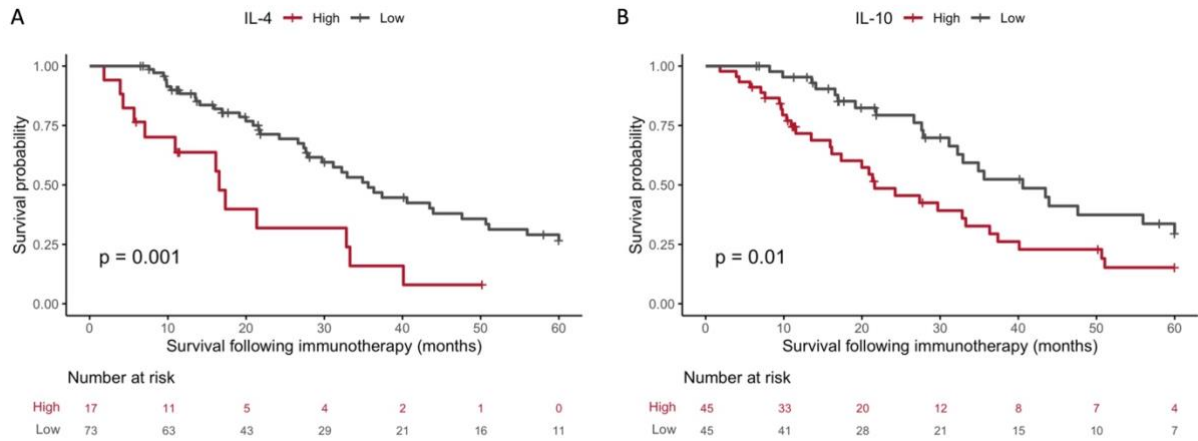 A
IL-4 High Low
1.00
0.75
0.50
0.25
0.00
Survival probability
p = 0.001
0 10 20 30 40 50 60
Survival following immunotherapy (months)
Number at risk
High 17 11 5 4 2 1 0
Low 73 63 43 29 21 16 11
B
IL-10 High Low
1.00
0.75
0.50
0.25
0.00
Survival probability
p = 0.01
0 10 20 30 40 50 60
Survival following immunotherapy (months)
Number at risk
High 45 33 20 12 8 7 4
Low 45 41 28 21 15 10 7